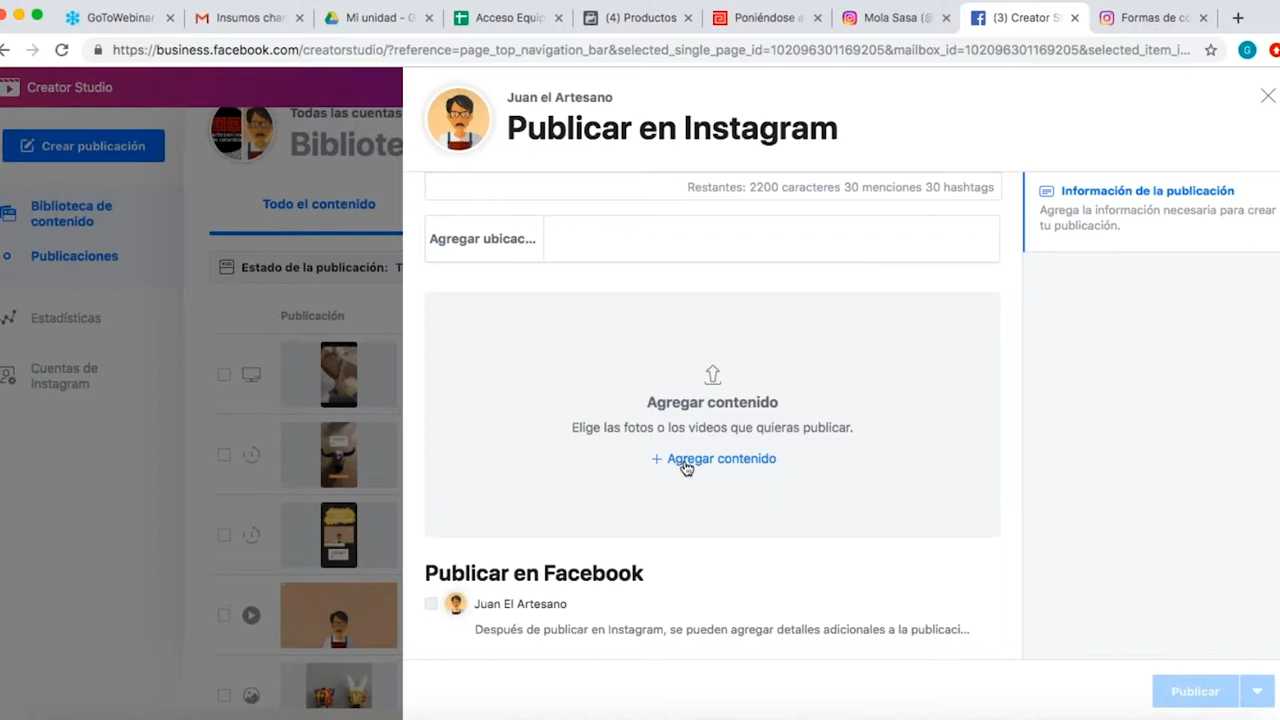 GoToWebinar
Insumos char
Mi unidad - G
Acceso Equip
(4) Productos
Poniéndose a
Mola Sasa (@
(3) Creator S
Formas de co
https://business.facebook.com/creatorstudio/?reference=page_top_navigation_bar&selected_single_page_id=102096301169205&mailbox_id=102096301169205&selected_item_i...
G
Creator Studio
Crear publicación
Biblioteca de
contenido
Publicaciones
Estadísticas
Cuentas de
Instagram
Todas las cuentas
Bibliote
Todo el contenido
Estado de la publicación: T
Publicación
Juan el Artesano
Publicar en Instagram
Restantes: 2200 caracteres 30 menciones 30 hashtags
Agregar ubicac...
Agregar contenido
Elige las fotos o los videos que quieras publicar.
+ Agregar contenido
Publicar en Facebook
Juan El Artesano
Después de publicar en Instagram, se pueden agregar detalles adicionales a la publicaci...
Información de la publicación
Agrega la información necesaria para crear
tu publicación.
Publicar